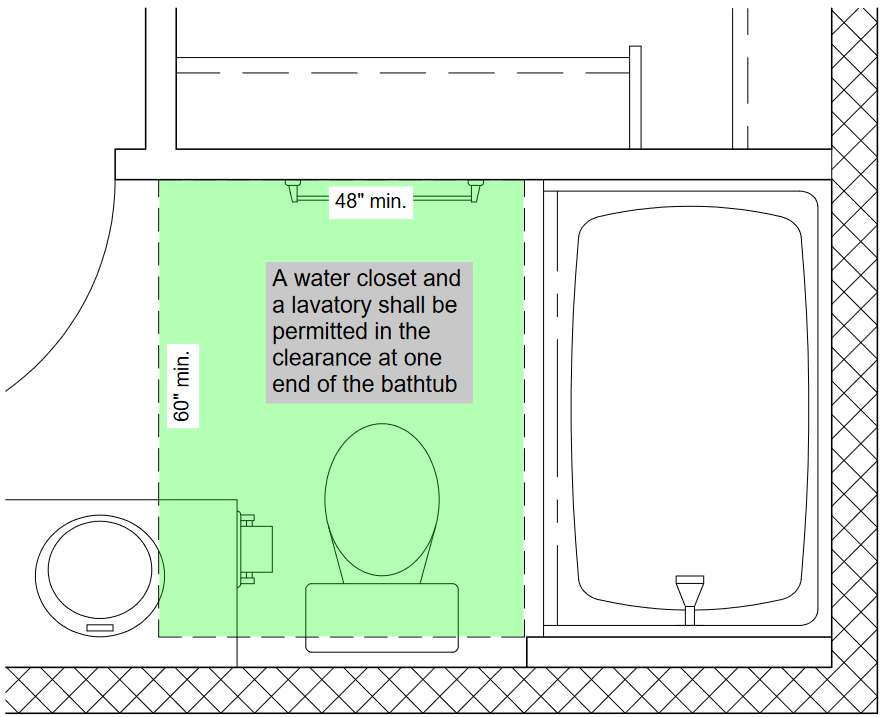 48" min.
A water closet and
a lavatory shall be
permitted in the
clearance at one
end of the bathtub
60" min.